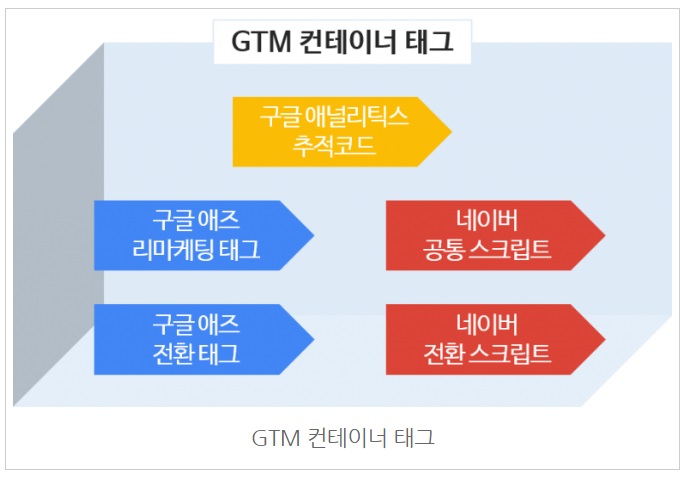 GTM 컨테이너 태그
구글 애널리틱스
추적코드
구글 애즈
리마케팅 태그
네이버
공통 스크립트
구글 애즈
전환 태그
네이버
전환 스크립트
GTM 컨테이너 태그